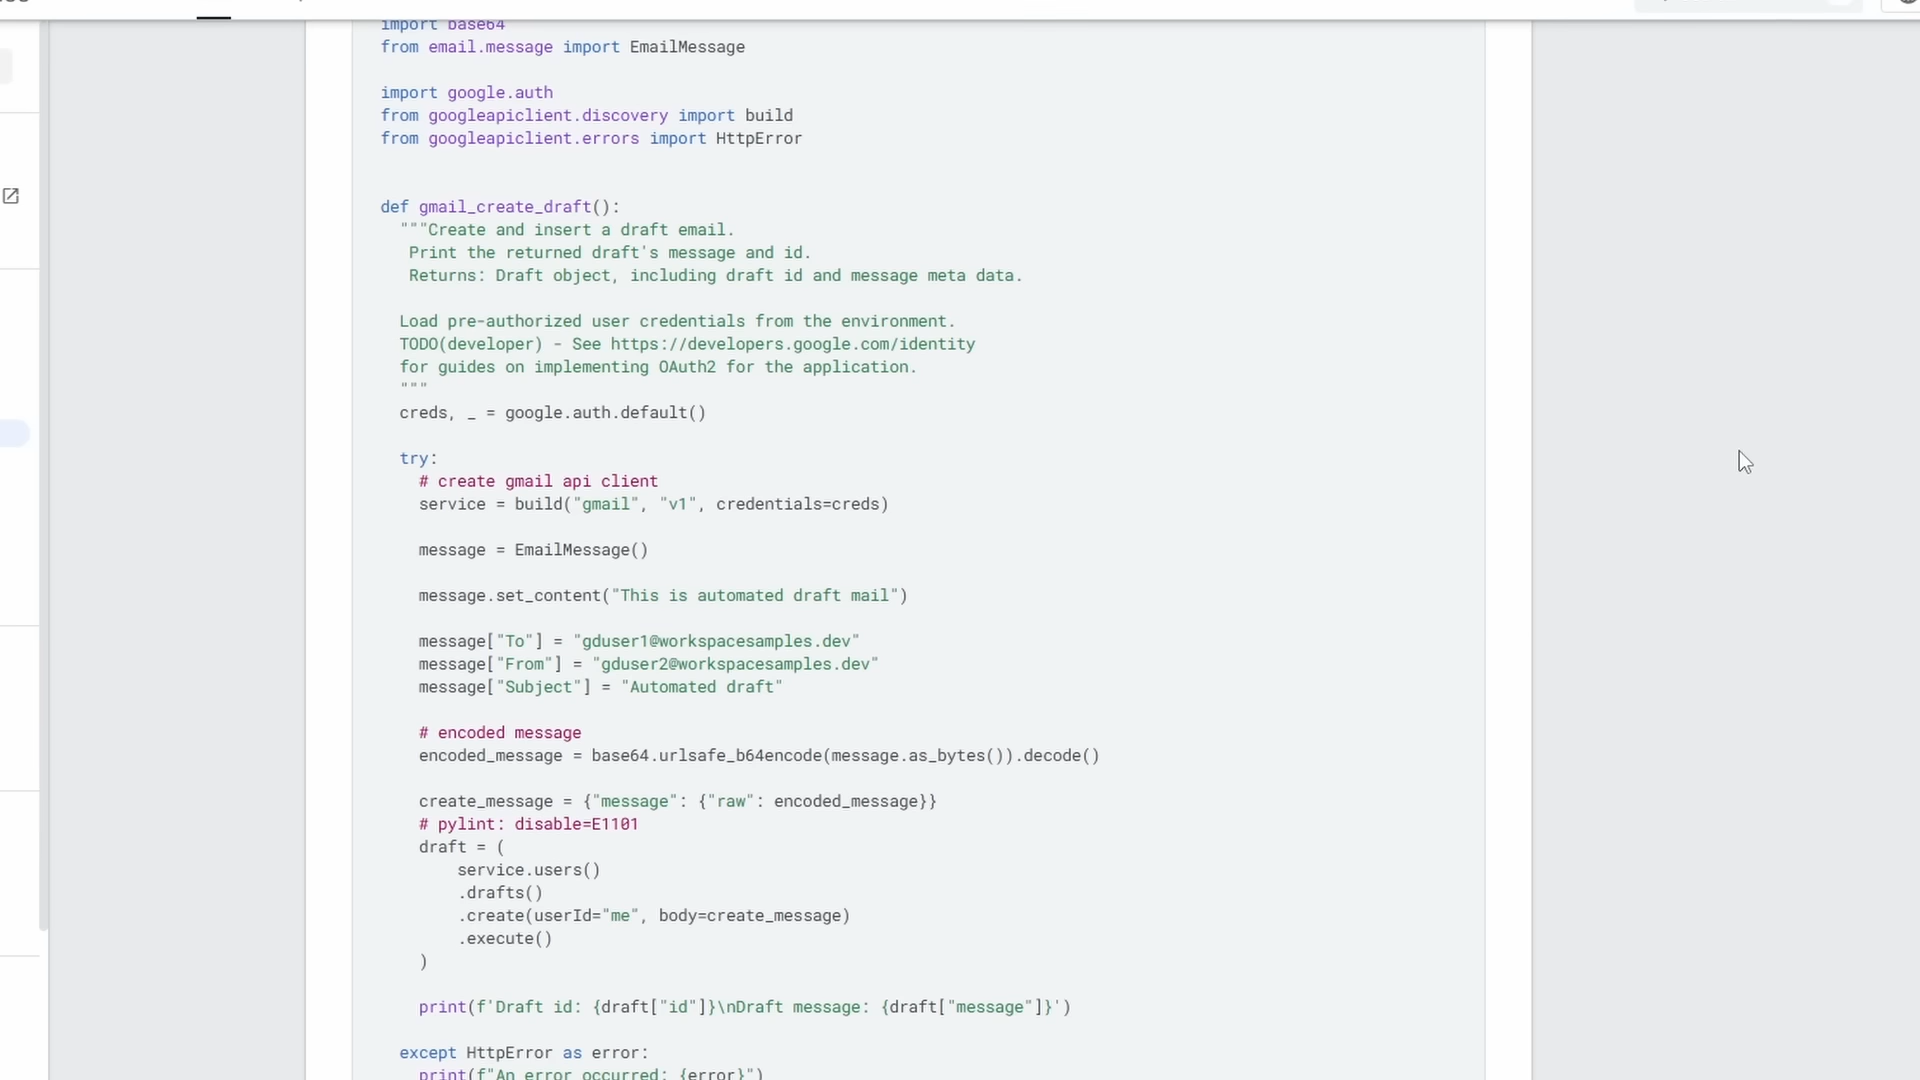 import base64
from email.message import EmailMessage
import google.auth
from googleapiclient.discovery import build
from googleapiclient.errors import HttpError
def gmail_create_draft():
"""Create and insert a draft email.
Print the returned draft's message and id.
Returns: Draft object, including draft id and message meta data.
Load pre-authorized user credentials from the environment.
TODO(developer) - See https://developers.google.com/identity
for guides on implementing OAuth2 for the application.
"""
creds, _ = google.auth.default()
try:
# create gmail api client
service = build("gmail", "v1", credentials=creds)
message = EmailMessage()
message.set_content("This is automated draft mail")
message["To"] = "gduser1@workspacesamples.dev"
message["From"] = "gduser2@workspacesamples.dev"
message["Subject"] = "Automated draft"
# encoded message
encoded_message = base64.urlsafe_b64encode(message.as_bytes()).decode()
create_message = {"message": {"raw": encoded_message}}
# pylint: disable=E1101
draft = (
service.users()
.drafts()
.create(userId="me", body=create_message)
.execute()
)
print(f'Draft id: {draft["id"]}\nDraft message: {draft["message"]}')
except HttpError as error:
print(f"An error occurred: {error}")